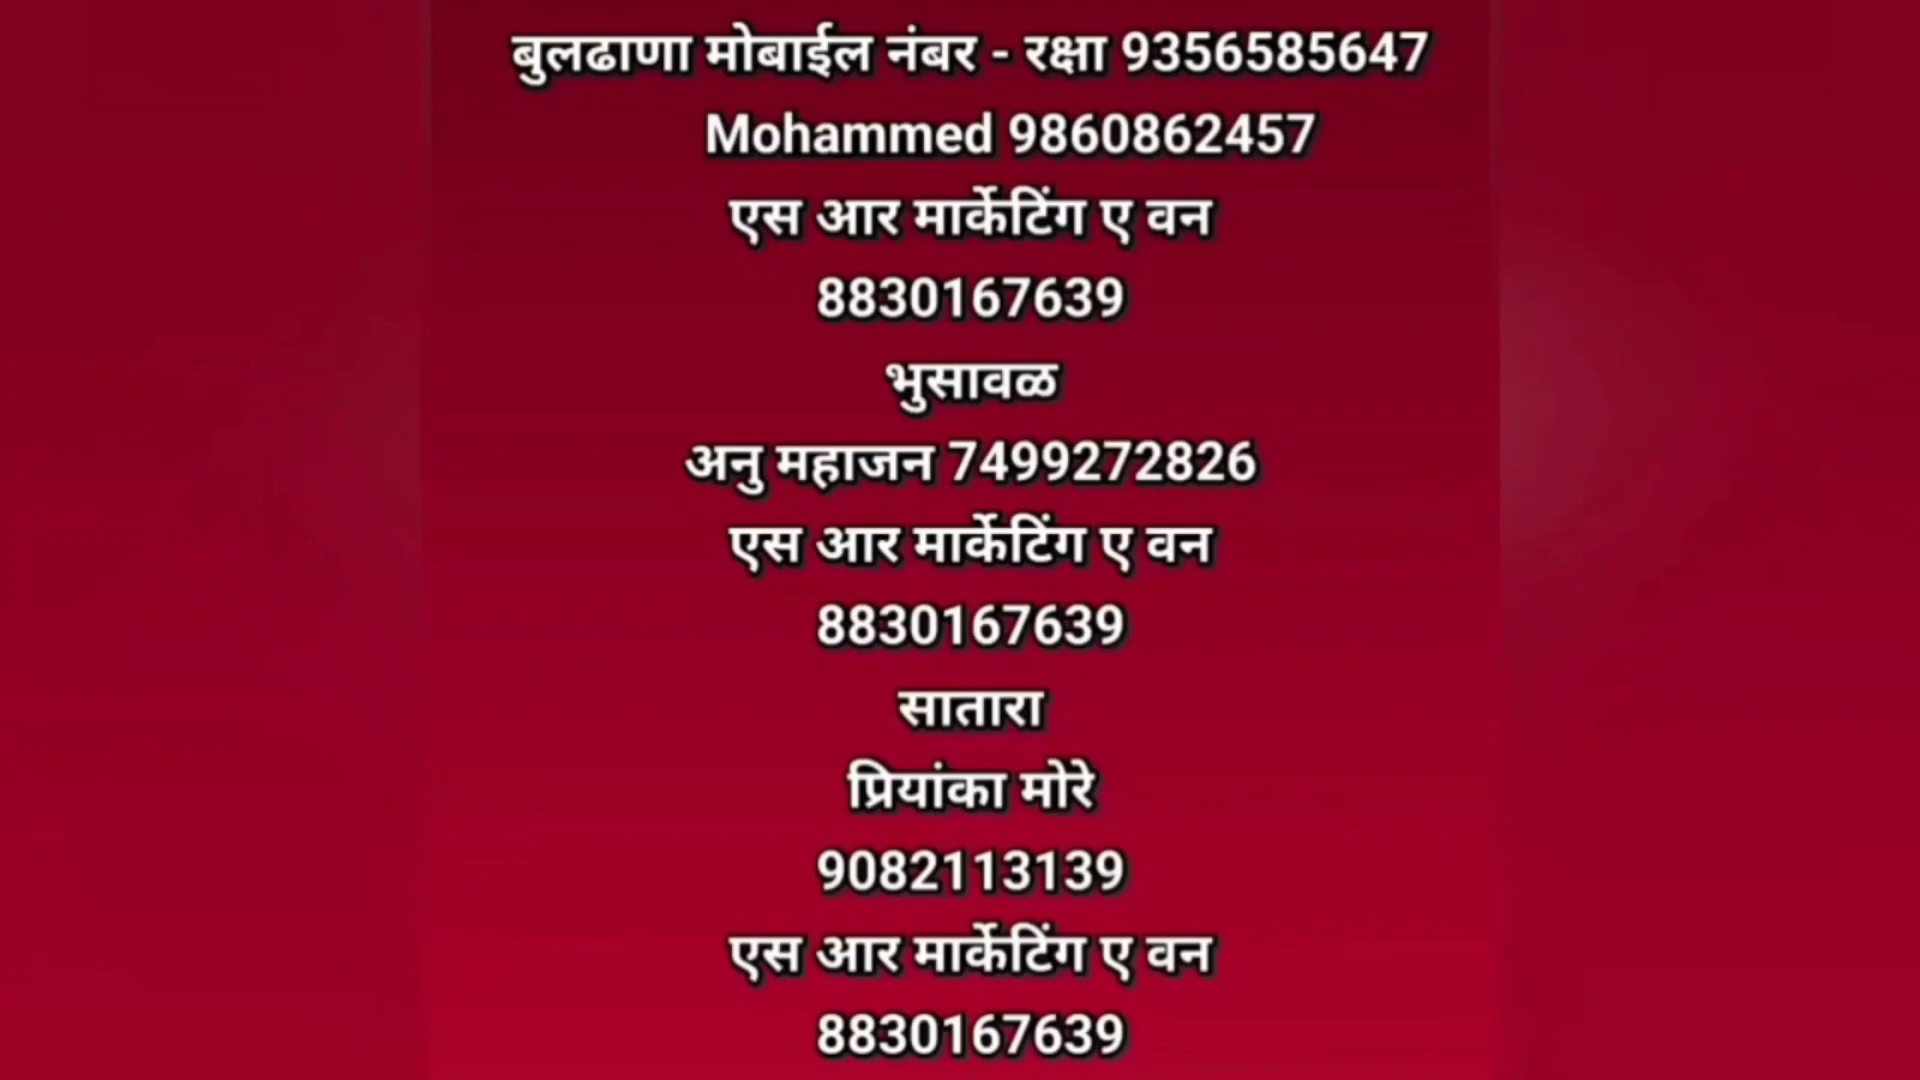 बुलढाणा मोबाईल नंबर - रक्षा 9356585647
Mohammed 9860862457
एस आर मार्केटिंग ए वन
8830167639
भुसावळ
अनु महाजन 7499272826
एस आर मार्केटिंग ए वन
8830167639
सातारा
प्रियांका मोरे
9082113139
एस आर मार्केटिंग ए वन
8830167639